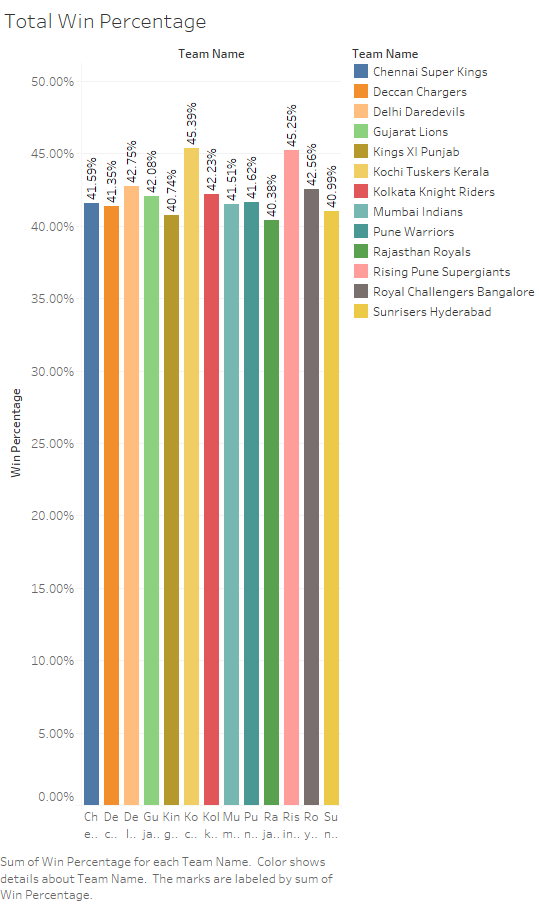 Total Win Percentage
Team Name
50.00%
45.00%
40.00%
35.00%
30.00%
25.00%
20.00%
15.00%
10.00%
5.00%
0.00%
Win Percentage
41.59%
41.35%
42.75%
42.08%
40.74%
45.39%
42.23%
41.51%
41.62%
40.38%
45.25%
42.56%
40.99%
Ch De De Gu Kin Ko Kol Mu Pu Ra Ris Ro Su
e.. c.. l.. ja.. g.. c.. k.. m.. n.. ja.. in.. y.. n..
Team Name
Chennai Super Kings
Deccan Chargers
Delhi Daredevils
Gujarat Lions
Kings XI Punjab
Kochi Tuskers Kerala
Kolkata Knight Riders
Mumbai Indians
Pune Warriors
Rajasthan Royals
Rising Pune Supergiants
Royal Challengers Bangalore
Sunrisers Hyderabad
Sum of Win Percentage for each Team Name. Color shows
details about Team Name. The marks are labeled by sum of
Win Percentage.